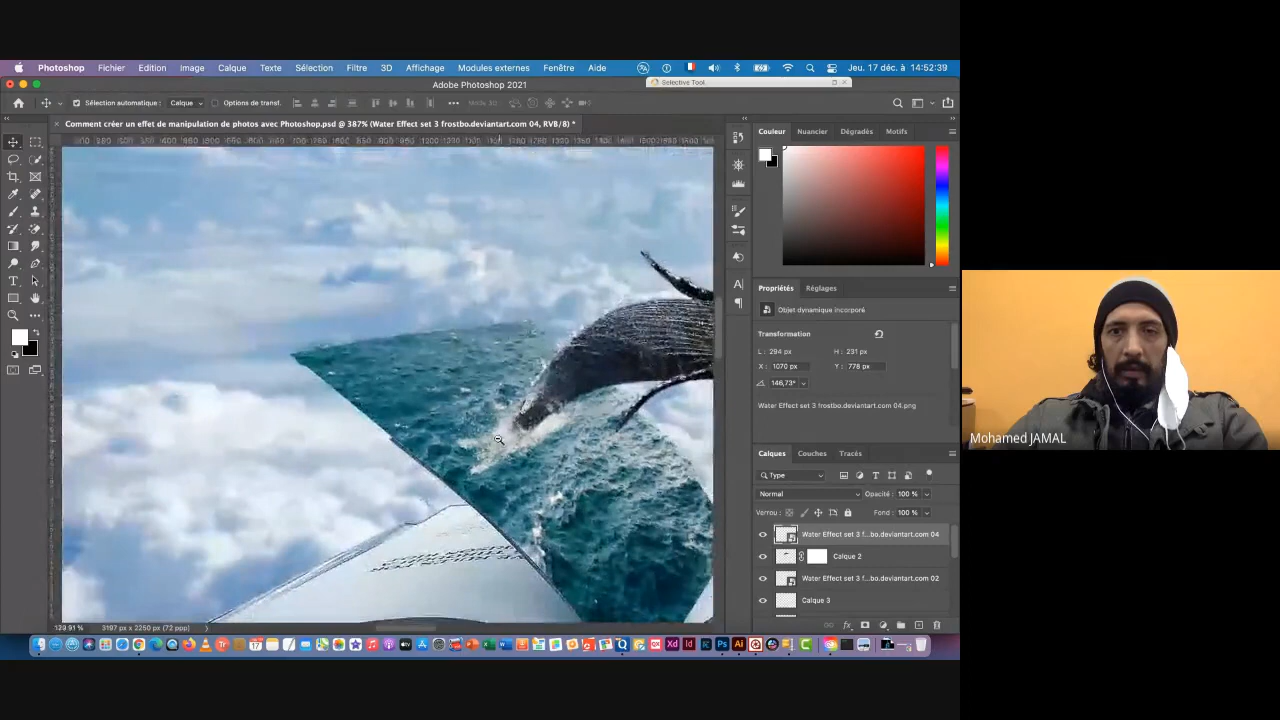 Photoshop Fichier Edition Image Calque Texte Sélection Filtre 3D Affichage Modules externes Fenêtre Aide Jeu. 17 déc. à 14:52:39
Selective Tool
Adobe Photoshop 2021
Sélection automatique : Calque Options de transf. Mode 3D :
Comment créer un effet de manipulation de photos avec Photoshop.psd @ 387% (Water Effect set 3 frostbo.deviantart.com 04, RVB/8) *
Couleur Nuancier Dégradés Motifs
Propriétés Réglages
Objet dynamique incorporé
Transformation
L : 294 px H : 231 px
X : 1070 px Y : 778 px
146,73°
Water Effect set 3 frostbo.deviantart.com 04.png
Calques Couches Tracés
Type
Normal Opacité : 100 %
Verrou : Fond : 100 %
Water Effect set 3 f...bo.deviantart.com 04
Calque 2
Water Effect set 3 f...bo.deviantart.com 02
Calque 3
3197 px x 2250 px (72 ppp)
Mohamed JAMAL